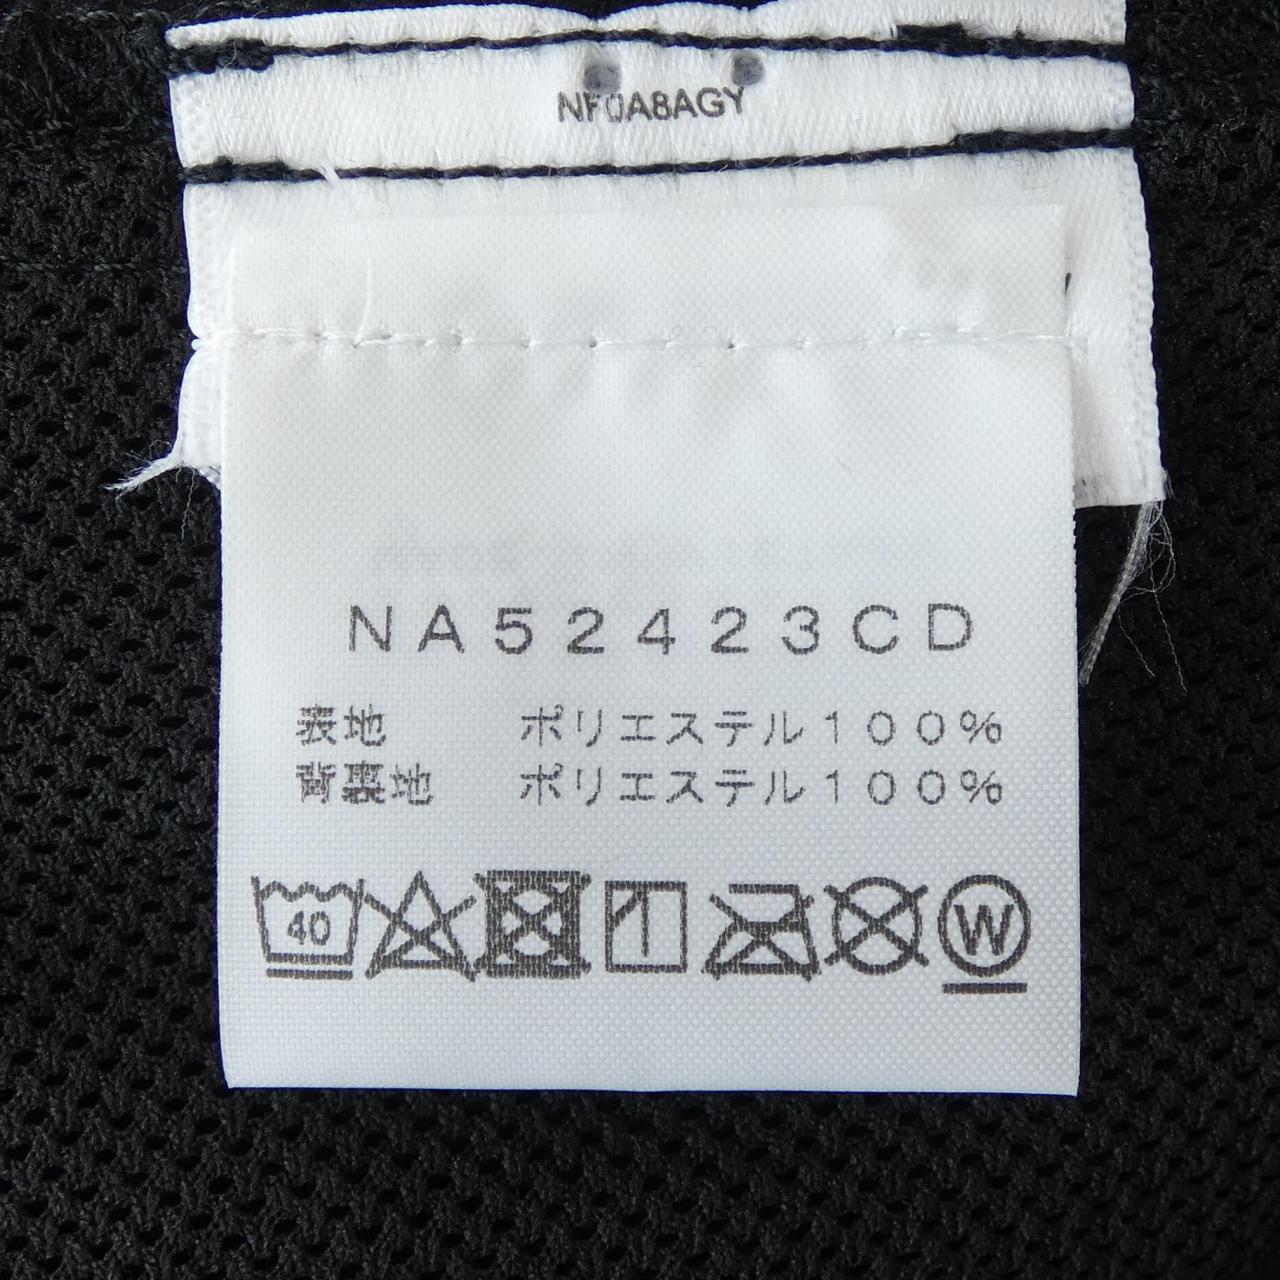 NF0A8AGY
NA52423CD
表地 ポリエステル100%
背裏地 ポリエステル100%
40
W